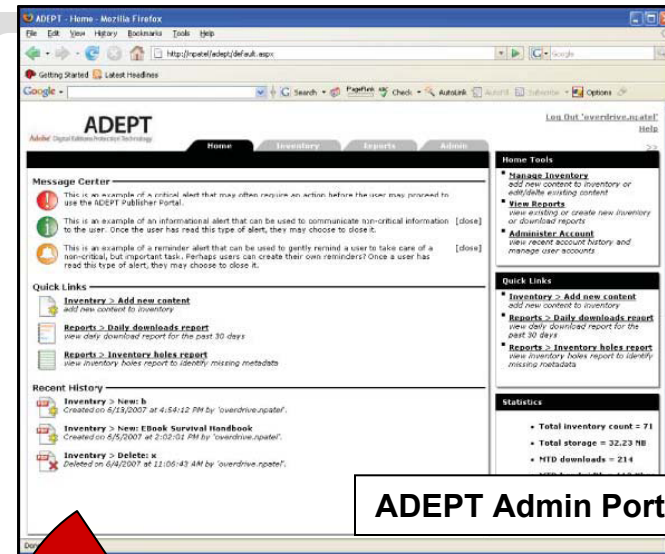 ADEPT - Home - Mozilla Firefox
File Edit View History Bookmarks Tools Help
http://npatel/adept/default.aspx
Google
Getting Started Latest Headlines
Google Search PageRank Check AutoLink Options
ADEPT
Adobe® Digital Editions Protection Technology
Log Out 'overdrive.npatel'
Help
>>
Home Inventory Reports Admin
Message Center
This is an example of a critical alert that may often require an action before the user may proceed to
use the ADEPT Publisher Portal.
This is an example of an informational alert that can be used to communicate non-critical information [close]
to the user. Once the user has read this type of alert, they may choose to close it.
This is an example of a reminder alert that can be used to gently remind a user to take care of a [close]
non-critical, but important task. Perhaps users can create their own reminders? Once a user has
read this type of alert, they may choose to close it.
Quick Links
Inventory > Add new content
add new content to inventory
Reports > Daily downloads report
view daily download report for the past 30 days
Reports > Inventory holes report
view inventory holes report to identify missing metadata
Recent History
Inventory > New: b
Created on 6/13/2007 at 4:54:12 PM by 'overdrive.npatel'.
Inventory > New: EBook Survival Handbook
Created on 6/5/2007 at 2:02:01 PM by 'overdrive.npatel'.
Inventory > Delete: x
Deleted on 6/4/2007 at 11:06:43 AM by 'overdrive.npatel'.
Home Tools
Manage Inventory
add new content to inventory or
edit/delte existing content
View Reports
view existing or create new inventory
or download reports
Administer Account
view recent account history and
manage user accounts
Quick Links
Inventory > Add new content
add new content to inventory
Reports > Daily downloads report
view daily download report for the
past 30 days
Reports > Inventory holes report
view inventory holes report to identify
missing metadata
Statistics
Total inventory count = 71
Total storage = 32.23 MB
MTD downloads = 214
ADEPT Admin Port